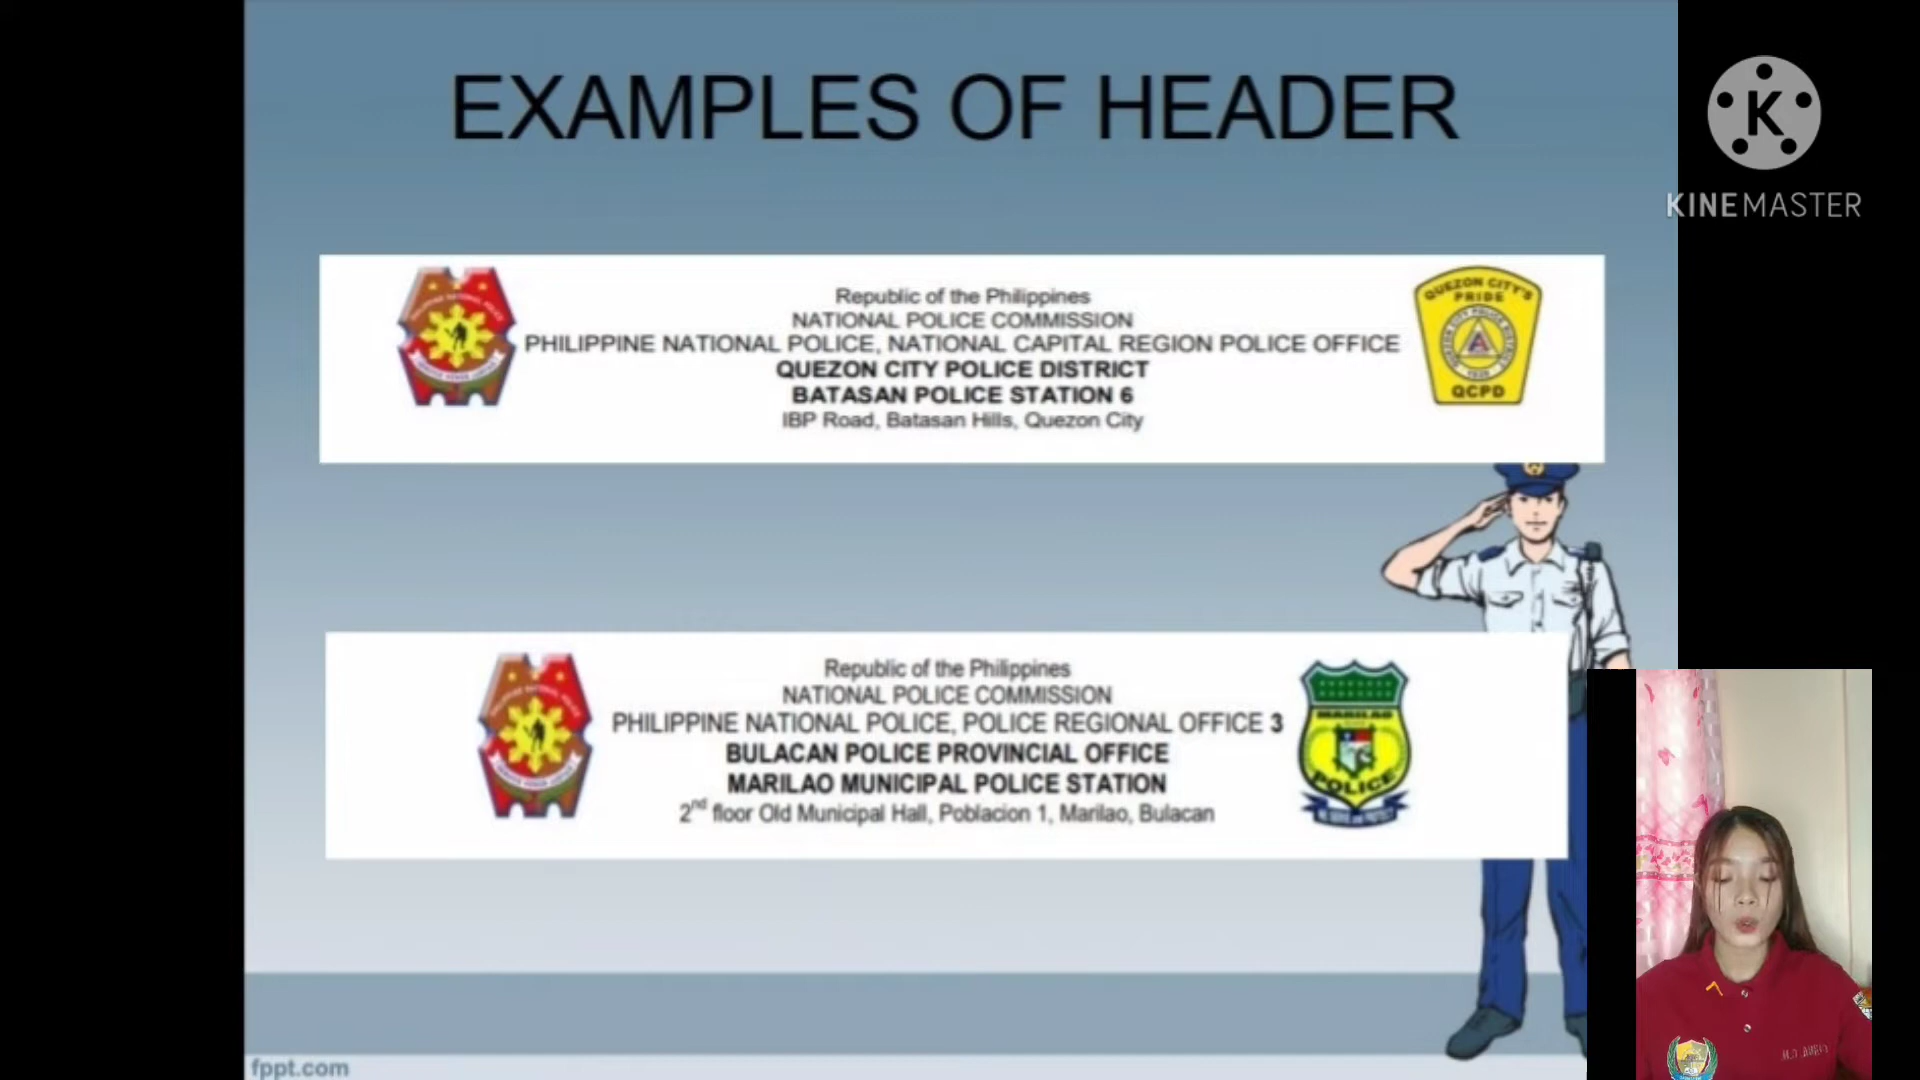 EXAMPLES OF HEADER
K
KINEMASTER
Republic of the Philippines
NATIONAL POLICE COMMISSION
PHILIPPINE NATIONAL POLICE, NATIONAL CAPITAL REGION POLICE OFFICE
QUEZON CITY POLICE DISTRICT
BATASAN POLICE STATION 6
IBP Road, Batasan Hills, Quezon City
QUEZON CITY'S
PRIDE
QCPD
Republic of the Philippines
NATIONAL POLICE COMMISSION
PHILIPPINE NATIONAL POLICE, POLICE REGIONAL OFFICE 3
BULACAN POLICE PROVINCIAL OFFICE
MARILAO MUNICIPAL POLICE STATION
2nd floor Old Municipal Hall, Poblacion 1, Marilao, Bulacan
MARILAO
POLICE
fppt.com